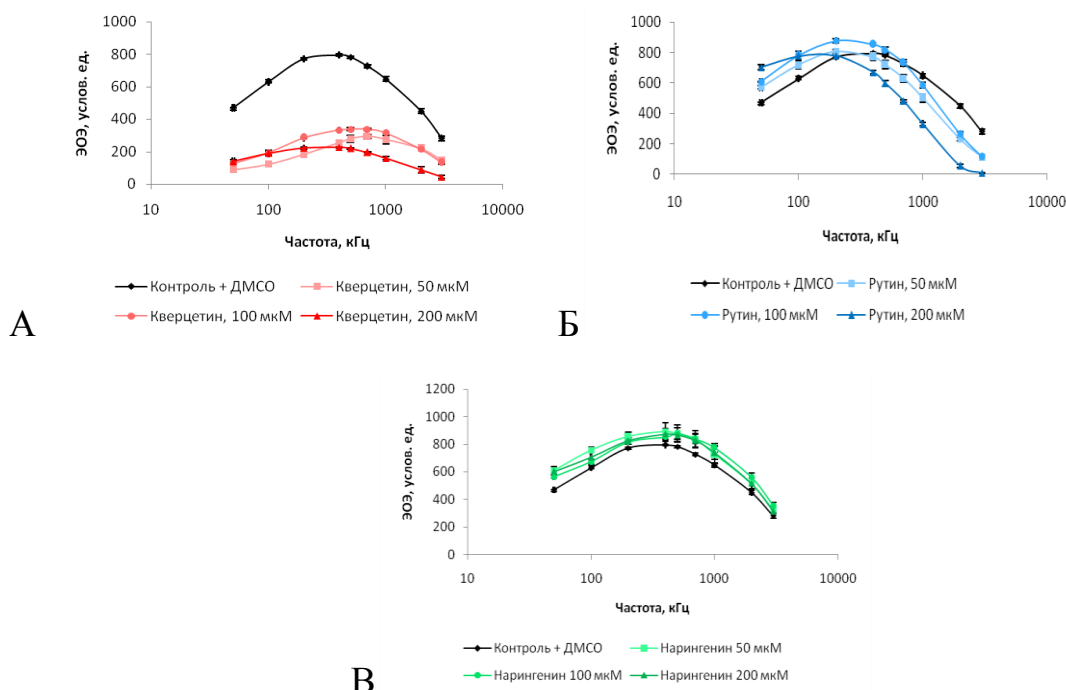 1000
800
600
400
200
0
ЭОЭ, услов. ед.
10 100 1000 10000
Частота, кГц
Контроль + ДМСО Кверцетин, 50 мкМ
Кверцетин, 100 мкМ Кверцетин, 200 мкМ
А
1000
800
600
400
200
0
ЭОЭ, услов. ед.
10 100 1000 10000
Частота, кГц
Контроль + ДМСО Рутин, 50 мкМ
Рутин, 100 мкМ Рутин, 200 мкМ
Б
1200
1000
800
600
400
200
0
ЭОЭ, услов. ед.
10 100 1000 10000
Частота, кГц
Контроль + ДМСО Нарингенин 50 мкМ
Нарингенин 100 мкМ Нарингенин 200 мкМ
В